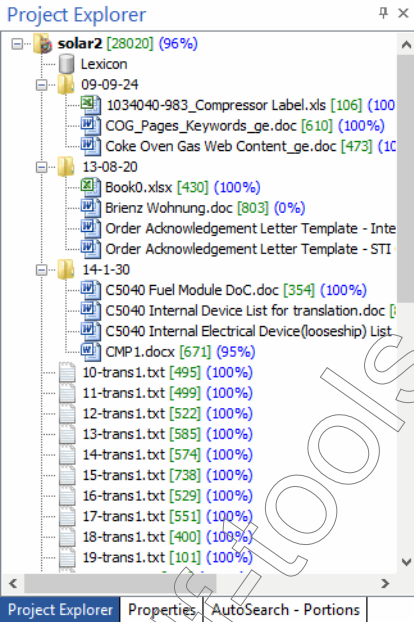 Project Explorer
solar2 [28020] (96%)
Lexicon
09-09-24
1034040-983_Compressor Label.xls [106] (100
COG_Pages_Keywords_ge.doc [610] (100%)
Coke Oven Gas Web Content_ge.doc [473] (10
13-08-20
Book0.xlsx [430] (100%)
Brienz Wohnung.doc [803] (0%)
Order Acknowledgement Letter Template - Inte
Order Acknowledgement Letter Template - STI
14-1-30
C5040 Fuel Module DoC.doc [354] (100%)
C5040 Internal Device List for translation.doc [
C5040 Internal Electrical Device(looseship) List
CMP1.docx [671] (95%)
10-trans1.txt [495] (100%)
11-trans1.txt [499] (100%)
12-trans1.txt [522] (100%)
13-trans1.txt [585] (100%)
14-trans1.txt [574] (100%)
15-trans1.txt [738] (100%)
16-trans1.txt [529] (100%)
17-trans1.txt [551] (100%)
18-trans1.txt [400] (100%)
19-trans1.txt [101] (100%)
Project Explorer Properties AutoSearch - Portions